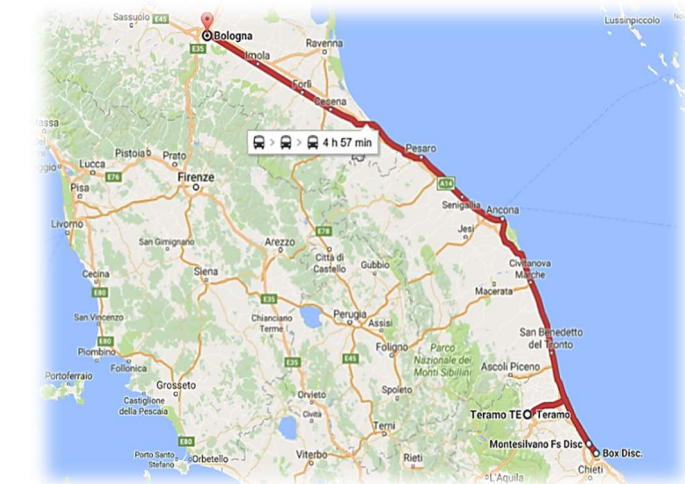 Lussinpiccolo
Sassuolo
E45
Bologna
E35
Ravenna
Imola
Forlì
Cesena
4 h 57 min
Pistoia
Prato
Lucca
E76
Pisa
Firenze
Pesaro
A14
Senigallia
Ancona
Jesi
Livorno
San Gimignano
Arezzo
E78
Città di
Castello
Gubbio
Civitanova
Marche
Macerata
Siena
Cecina
E80
E35
Chianciano
Terme
Perugia
Assisi
San Vincenzo
San Benedetto
del Tronto
E80
Piombino
Follonica
E35
E45
Foligno
Parco
Nazionale dei
Monti Sibillini
Ascoli Piceno
Portoferraio
Grosseto
Castiglione
della Pescaia
Orvieto
Spoleto
Civita
Teramo TE
Teramo
Terni
E80
Montesilvano Fs Disc
Box Disc.
Porto Santo
Stefano
Orbetello
Viterbo
Rieti
Chieti
L'Aquila